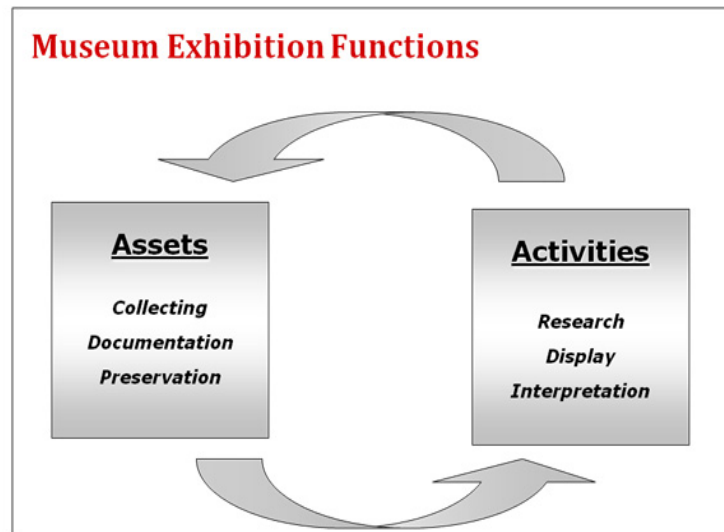 Museum Exhibition Functions
Assets
Collecting
Documentation
Preservation
Activities
Research
Display
Interpretation